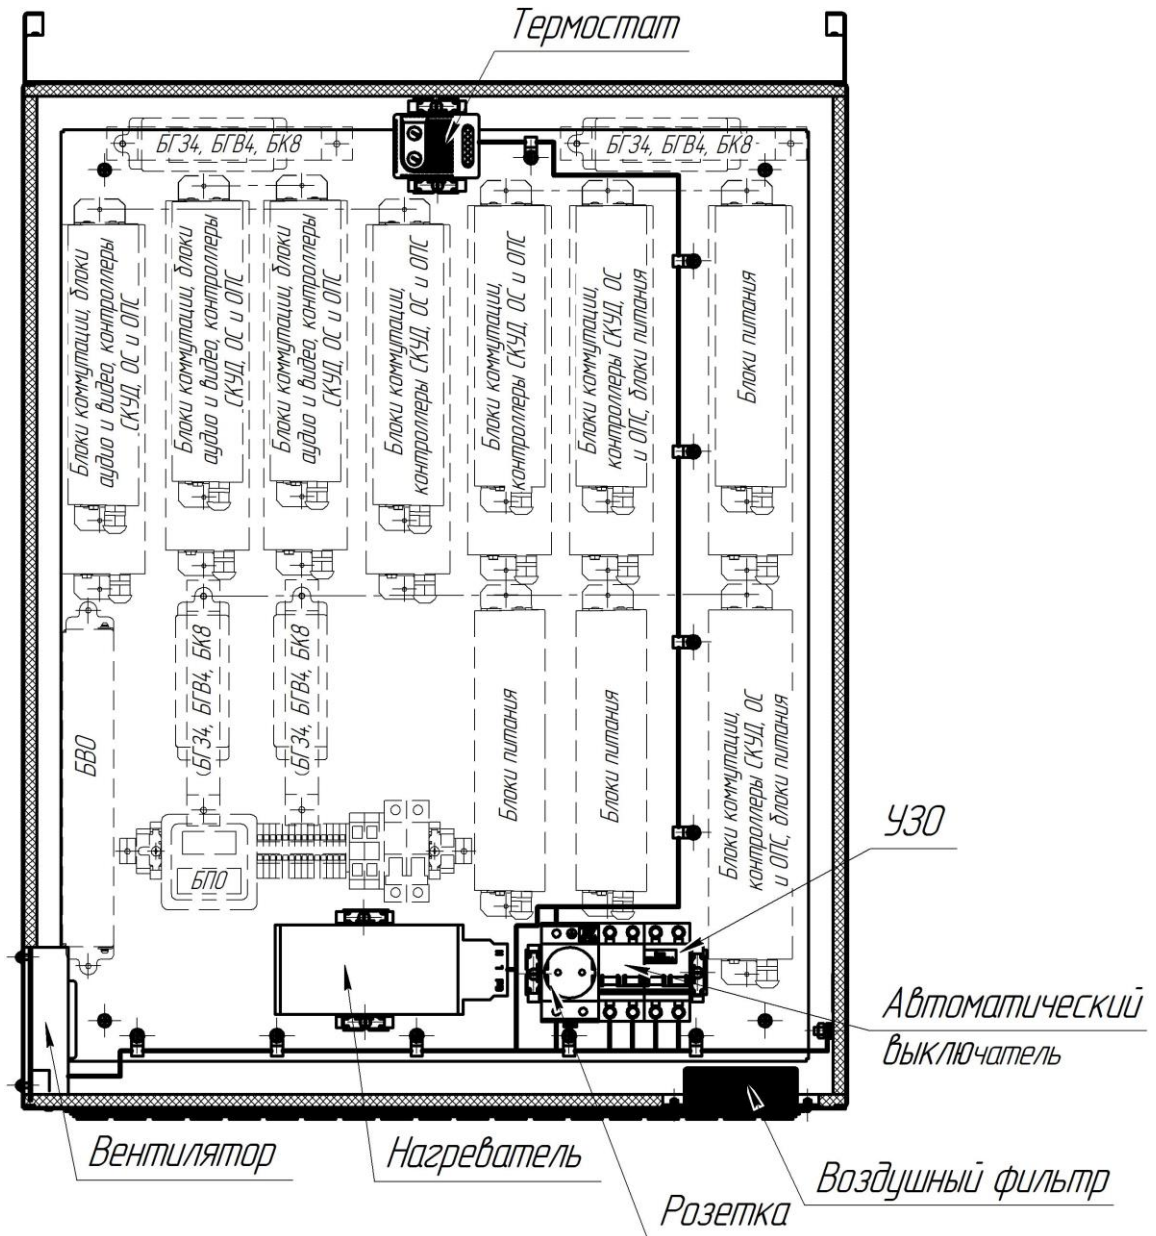 Термостат
БГЗ4, БГВ4, БК8
БГЗ4, БГВ4, БК8
Блоки коммутации, блоки
аудио и видео, контроллеры
СКУД, ОС и ОПС
Блоки коммутации, блоки
аудио и видео, контроллеры
СКУД, ОС и ОПС
Блоки коммутации, блоки
аудио и видео, контроллеры
СКУД, ОС и ОПС
Блоки коммутации,
контроллеры СКУД, ОС и ОПС
Блоки коммутации,
контроллеры СКУД, ОС и ОПС
Блоки коммутации,
контроллеры СКУД, ОС
и ОПС, блоки питания
Блоки питания
БВО
БГЗ4, БГВ4, БК8
БГЗ4, БГВ4, БК8
Блоки питания
Блоки питания
Блоки коммутации,
контроллеры СКУД, ОС
и ОПС, блоки питания
БПО
УЗО
Автоматический
выключатель
Вентилятор
Нагреватель
Воздушный фильтр
Розетка